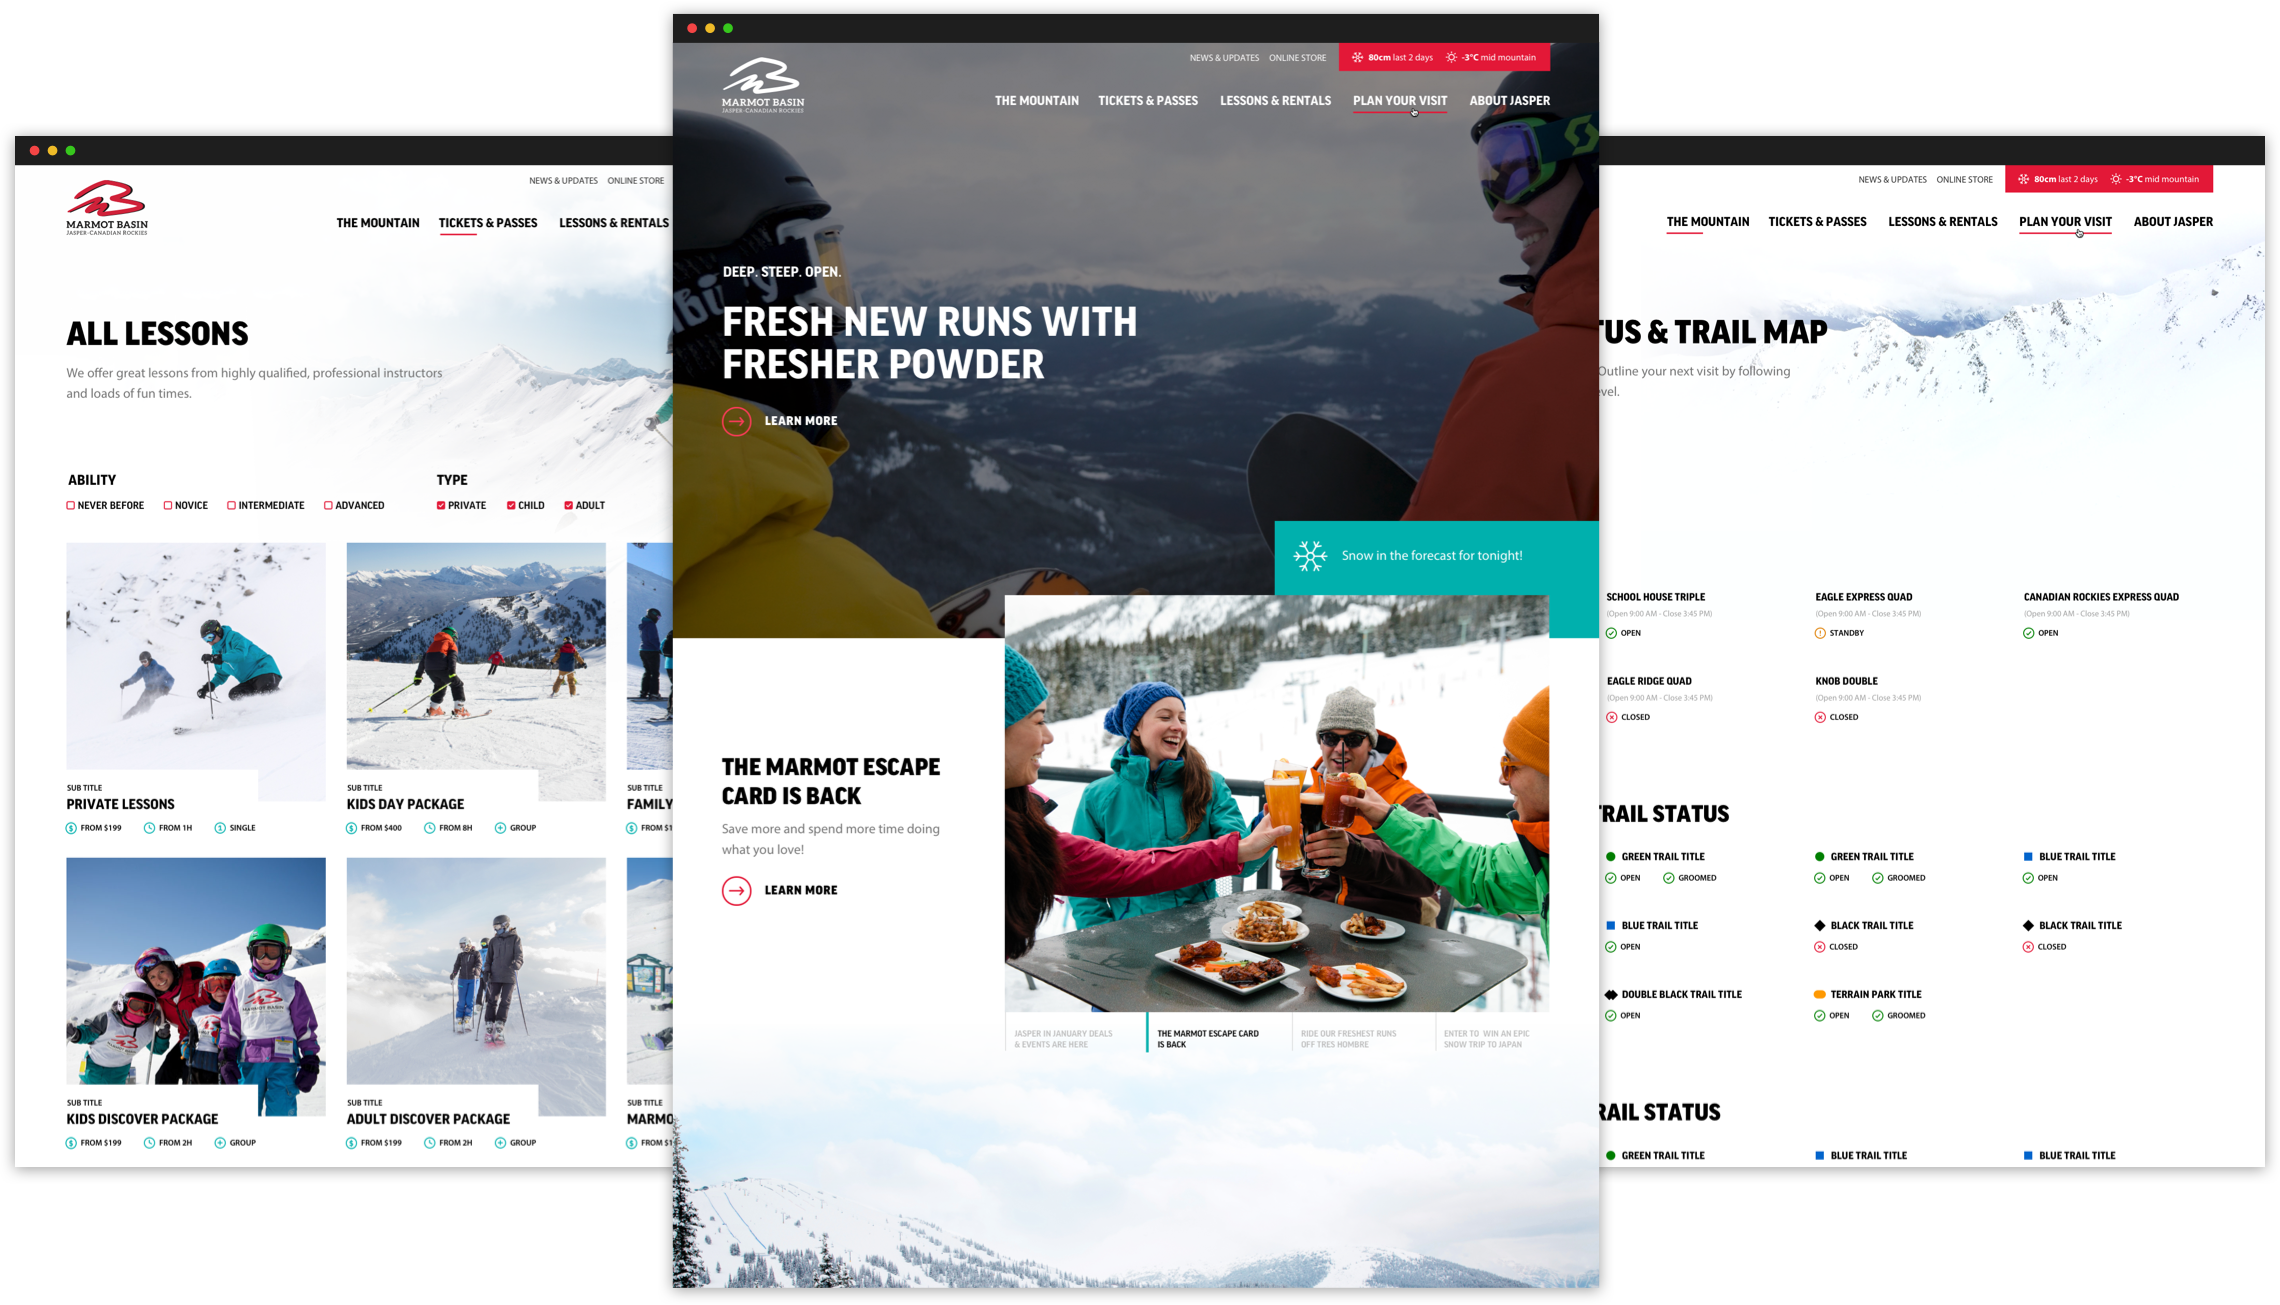 NEWS & UPDATES ONLINE STORE
MARMOT BASIN
JASPER-CANADIAN ROCKIES
THE MOUNTAIN TICKETS & PASSES LESSONS & RENTALS
ALL LESSONS
We offer great lessons from highly qualified, professional instructors
and loads of fun times.
ABILITY TYPE
NEVER BEFORE NOVICE INTERMEDIATE ADVANCED PRIVATE CHILD ADULT
SUB TITLE SUB TITLE SUB TITLE
PRIVATE LESSONS KIDS DAY PACKAGE FAMILY
FROM $199 FROM 1H SINGLE FROM $400 FROM 8H GROUP FROM $1
MARMOT BASIN
SUB TITLE SUB TITLE SUB TITLE
KIDS DISCOVER PACKAGE ADULT DISCOVER PACKAGE MARMO
FROM $199 FROM 2H GROUP FROM $199 FROM 2H GROUP FROM $1
NEWS & UPDATES ONLINE STORE 80cm last 2 days -3°C mid mountain
MARMOT BASIN
JASPER-CANADIAN ROCKIES
THE MOUNTAIN TICKETS & PASSES LESSONS & RENTALS PLAN YOUR VISIT ABOUT JASPER
DEEP. STEEP. OPEN.
FRESH NEW RUNS WITH
FRESHER POWDER
LEARN MORE
Snow in the forecast for tonight!
THE MARMOT ESCAPE
CARD IS BACK
Save more and spend more time doing
what you love!
LEARN MORE
JASPER IN JANUARY DEALS
& EVENTS ARE HERE
THE MARMOT ESCAPE CARD
IS BACK
RIDE OUR FRESHEST RUNS
OFF TRES HOMBRE
ENTER TO WIN AN EPIC
SNOW TRIP TO JAPAN
NEWS & UPDATES ONLINE STORE 80cm last 2 days -3°C mid mountain
THE MOUNTAIN TICKETS & PASSES LESSONS & RENTALS PLAN YOUR VISIT ABOUT JASPER
TUS & TRAIL MAP
Outline your next visit by following
evel.
SCHOOL HOUSE TRIPLE EAGLE EXPRESS QUAD CANADIAN ROCKIES EXPRESS QUAD
(Open 9:00 AM - Close 3:45 PM) (Open 9:00 AM - Close 3:45 PM) (Open 9:00 AM - Close 3:45 PM)
OPEN STANDBY OPEN
EAGLE RIDGE QUAD KNOB DOUBLE
(Open 9:00 AM - Close 3:45 PM) (Open 9:00 AM - Close 3:45 PM)
CLOSED CLOSED
RAIL STATUS
GREEN TRAIL TITLE GREEN TRAIL TITLE BLUE TRAIL TITLE
OPEN GROOMED OPEN GROOMED OPEN
BLUE TRAIL TITLE BLACK TRAIL TITLE BLACK TRAIL TITLE
OPEN CLOSED CLOSED
DOUBLE BLACK TRAIL TITLE TERRAIN PARK TITLE
OPEN OPEN GROOMED
RAIL STATUS
GREEN TRAIL TITLE BLUE TRAIL TITLE BLUE TRAIL TITLE